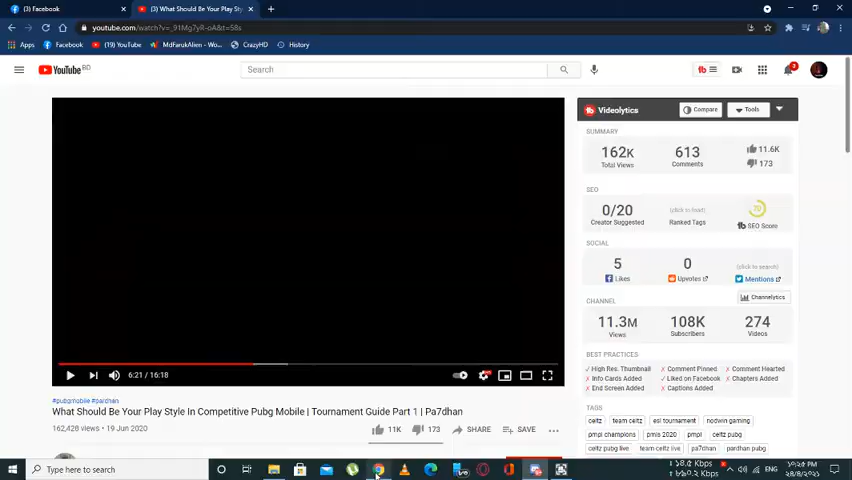 (3) Facebook
(3) What Should Be Your Play Sty
youtube.com/watch?v=_91Mg7yR-oA&t=58s
Apps
Facebook
(19) YouTube
MdFarukAlien - Wo...
CrazyHD
History
YouTube BD
Search
3
Videolytics
Compare
Tools
SUMMARY
162K
Total Views
613
Comments
11.6K
173
SEO
0/20
Creator Suggested
(click to load)
Ranked Tags
70
SEO Score
SOCIAL
5
Likes
0
Upvotes
(click to search)
Mentions
Channelytics
CHANNEL
11.3M
Views
108K
Subscribers
274
Videos
BEST PRACTICES
✓ High Res. Thumbnail
✗ Comment Pinned
✗ Comment Hearted
✗ Info Cards Added
✓ Liked on Facebook
✗ Chapters Added
✗ End Screen Added
✗ Captions Added
TAGS
celtz
team celtz
esl tournament
nodwin gaming
pmpl champions
pmis 2020
pmpl
celtz pubg
celtz pubg live
team celtz live
pa7dhan
pardhan pubg
6:21 / 16:18
#pubgmobile #pardhan
What Should Be Your Play Style In Competitive Pubg Mobile | Tournament Guide Part 1 | Pa7dhan
162,428 views • 19 Jun 2020
11K
173
SHARE
SAVE
Type here to search
ENG